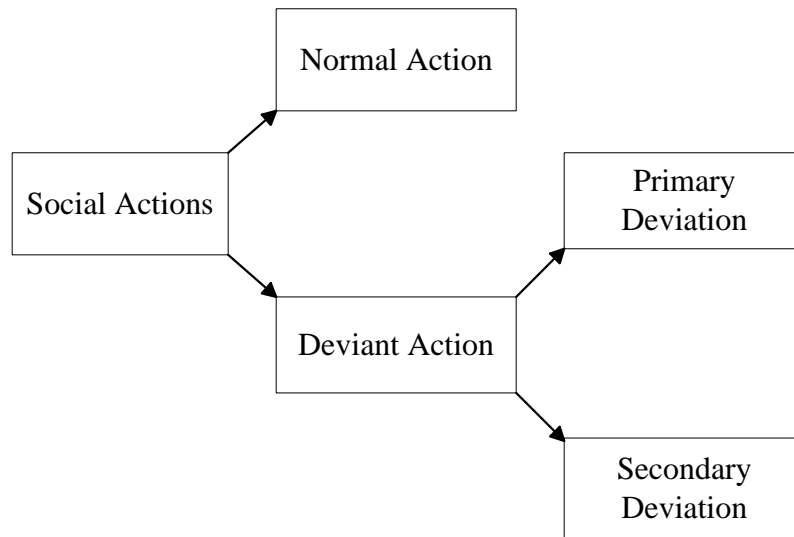 Normal Action
Social Actions
Primary
Deviation
Deviant Action
Secondary
Deviation